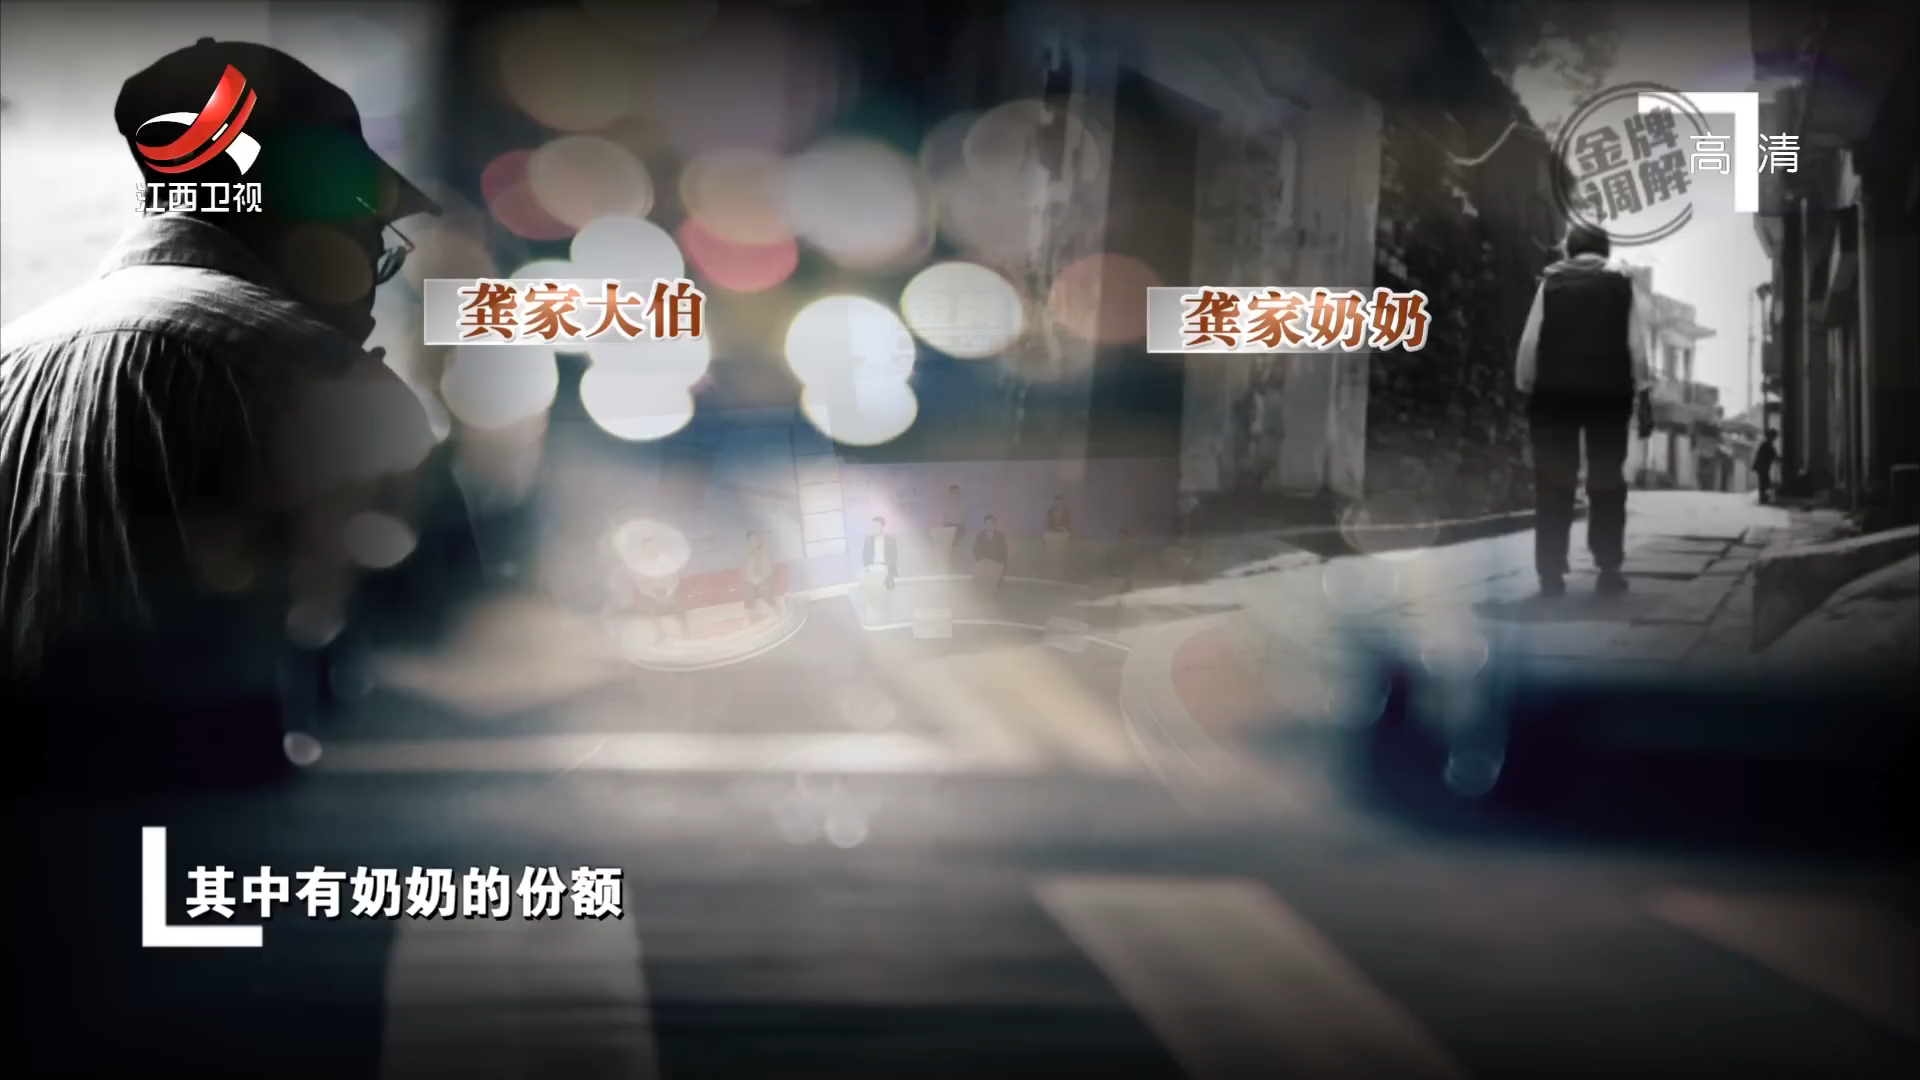 江西卫视
金牌
调解
高清
龚家大伯
龚家奶奶
其中有奶奶的份额